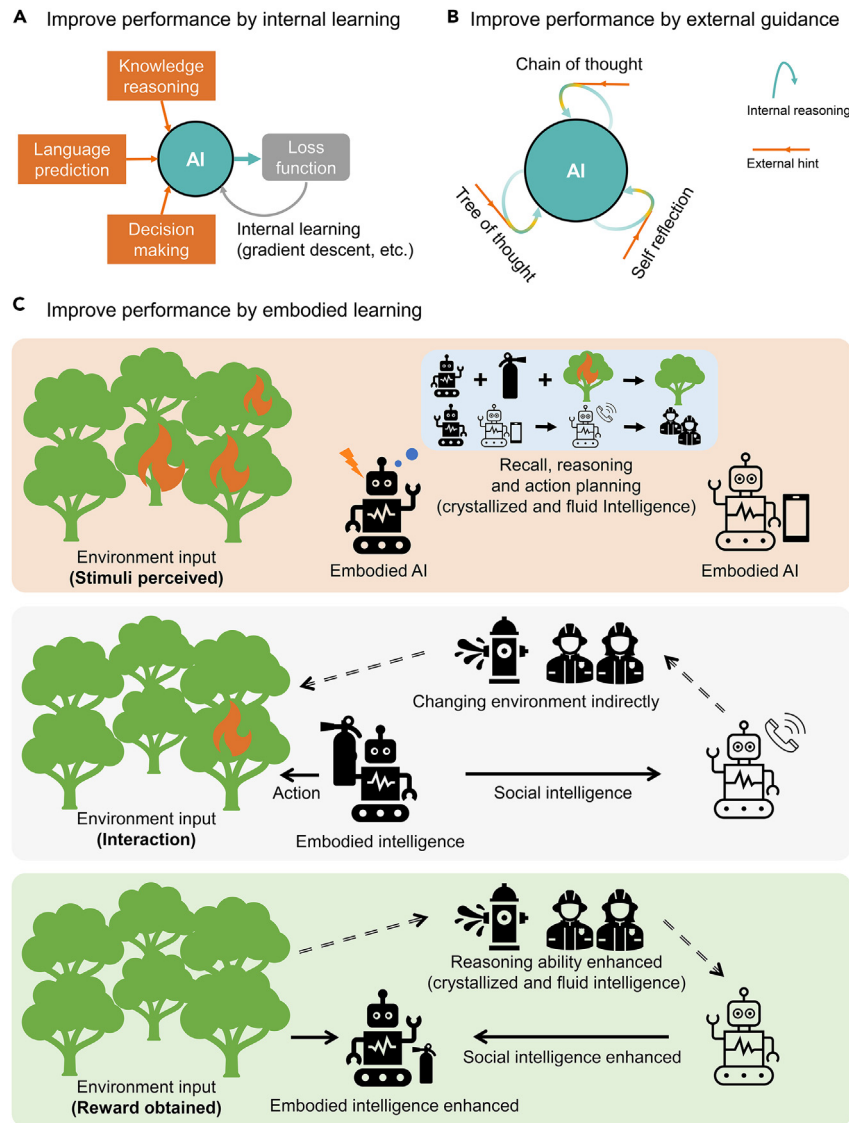 A Improve performance by internal learning
Knowledge
reasoning
Language
prediction
AI
Loss
function
Decision
making
Internal learning
(gradient descent, etc.)
B Improve performance by external guidance
Chain of thought
AI
Tree of thought
Self reflection
Internal reasoning
External hint
C Improve performance by embodied learning
Recall, reasoning
and action planning
(crystallized and fluid Intelligence)
Environment input
(Stimuli perceived)
Embodied AI
Embodied AI
Changing environment indirectly
Action
Social intelligence
Environment input
(Interaction)
Embodied intelligence
Reasoning ability enhanced
(crystallized and fluid intelligence)
Social intelligence enhanced
Environment input
(Reward obtained)
Embodied intelligence enhanced